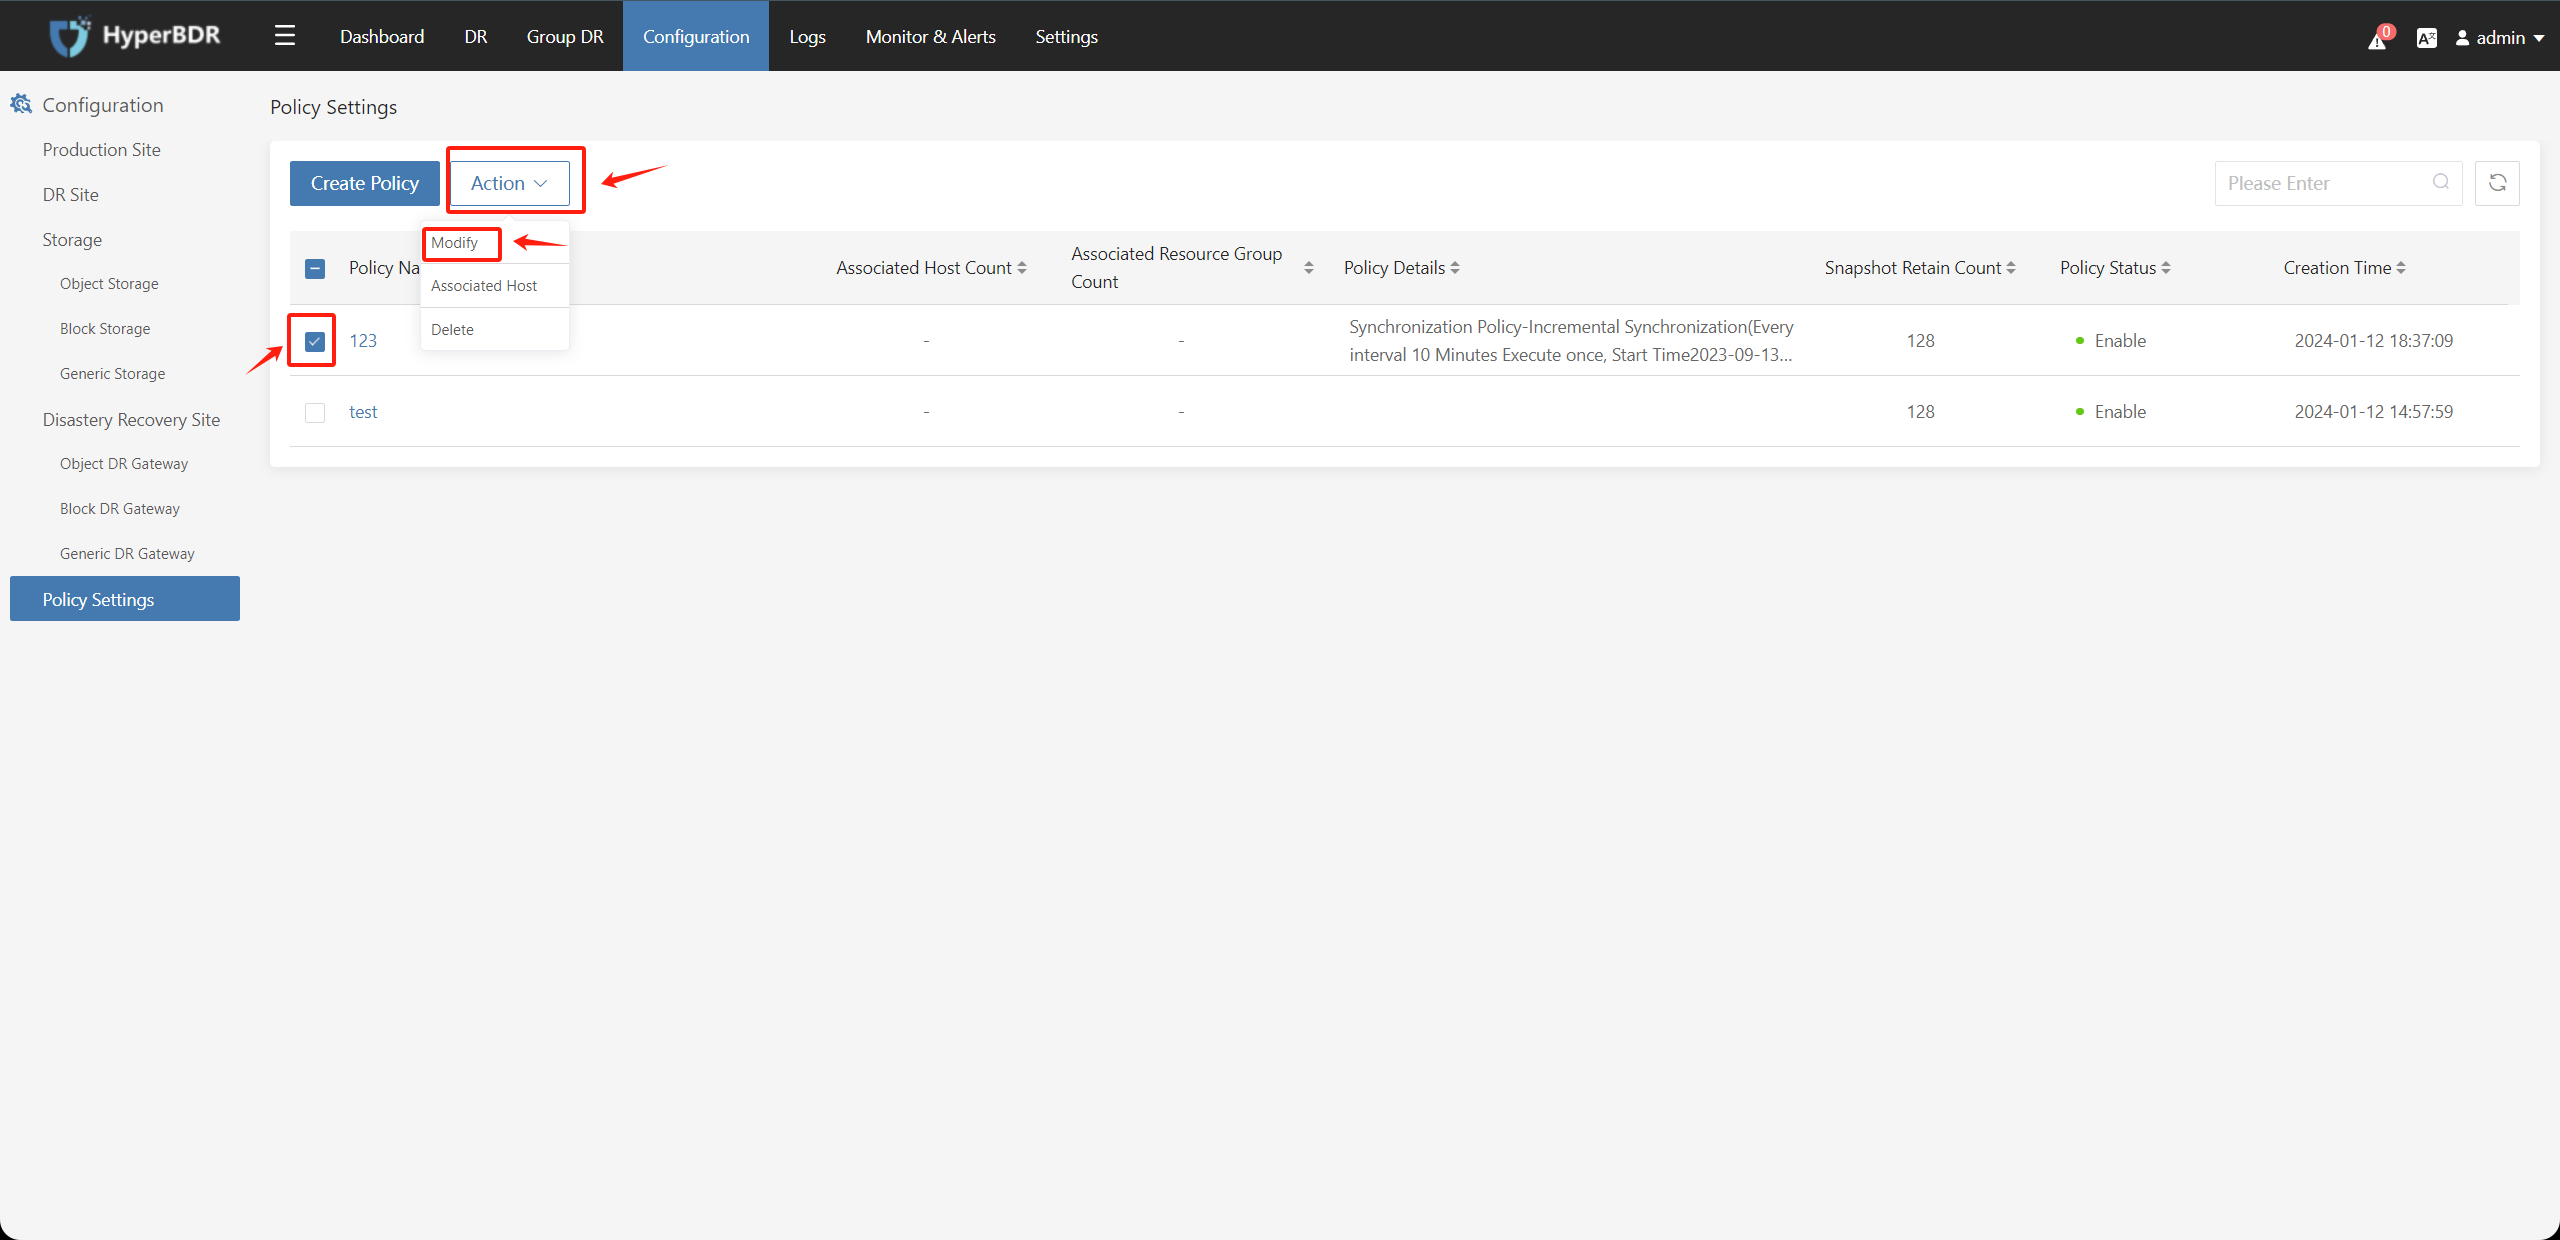 HyperBDR
Dashboard
DR
Group DR
Configuration
Logs
Monitor & Alerts
Settings
0
admin
Configuration
Production Site
DR Site
Storage
Object Storage
Block Storage
Generic Storage
Disastery Recovery Site
Object DR Gateway
Block DR Gateway
Generic DR Gateway
Policy Settings
Policy Settings
Create Policy
Action
Please Enter
Modify
Associated Host
Delete
Policy Na
Associated Host Count
Associated Resource Group
Count
Policy Details
Snapshot Retain Count
Policy Status
Creation Time
123
-
-
Synchronization Policy-Incremental Synchronization(Every
interval 10 Minutes Execute once, Start Time2023-09-13...
128
Enable
2024-01-12 18:37:09
test
-
-
128
Enable
2024-01-12 14:57:59